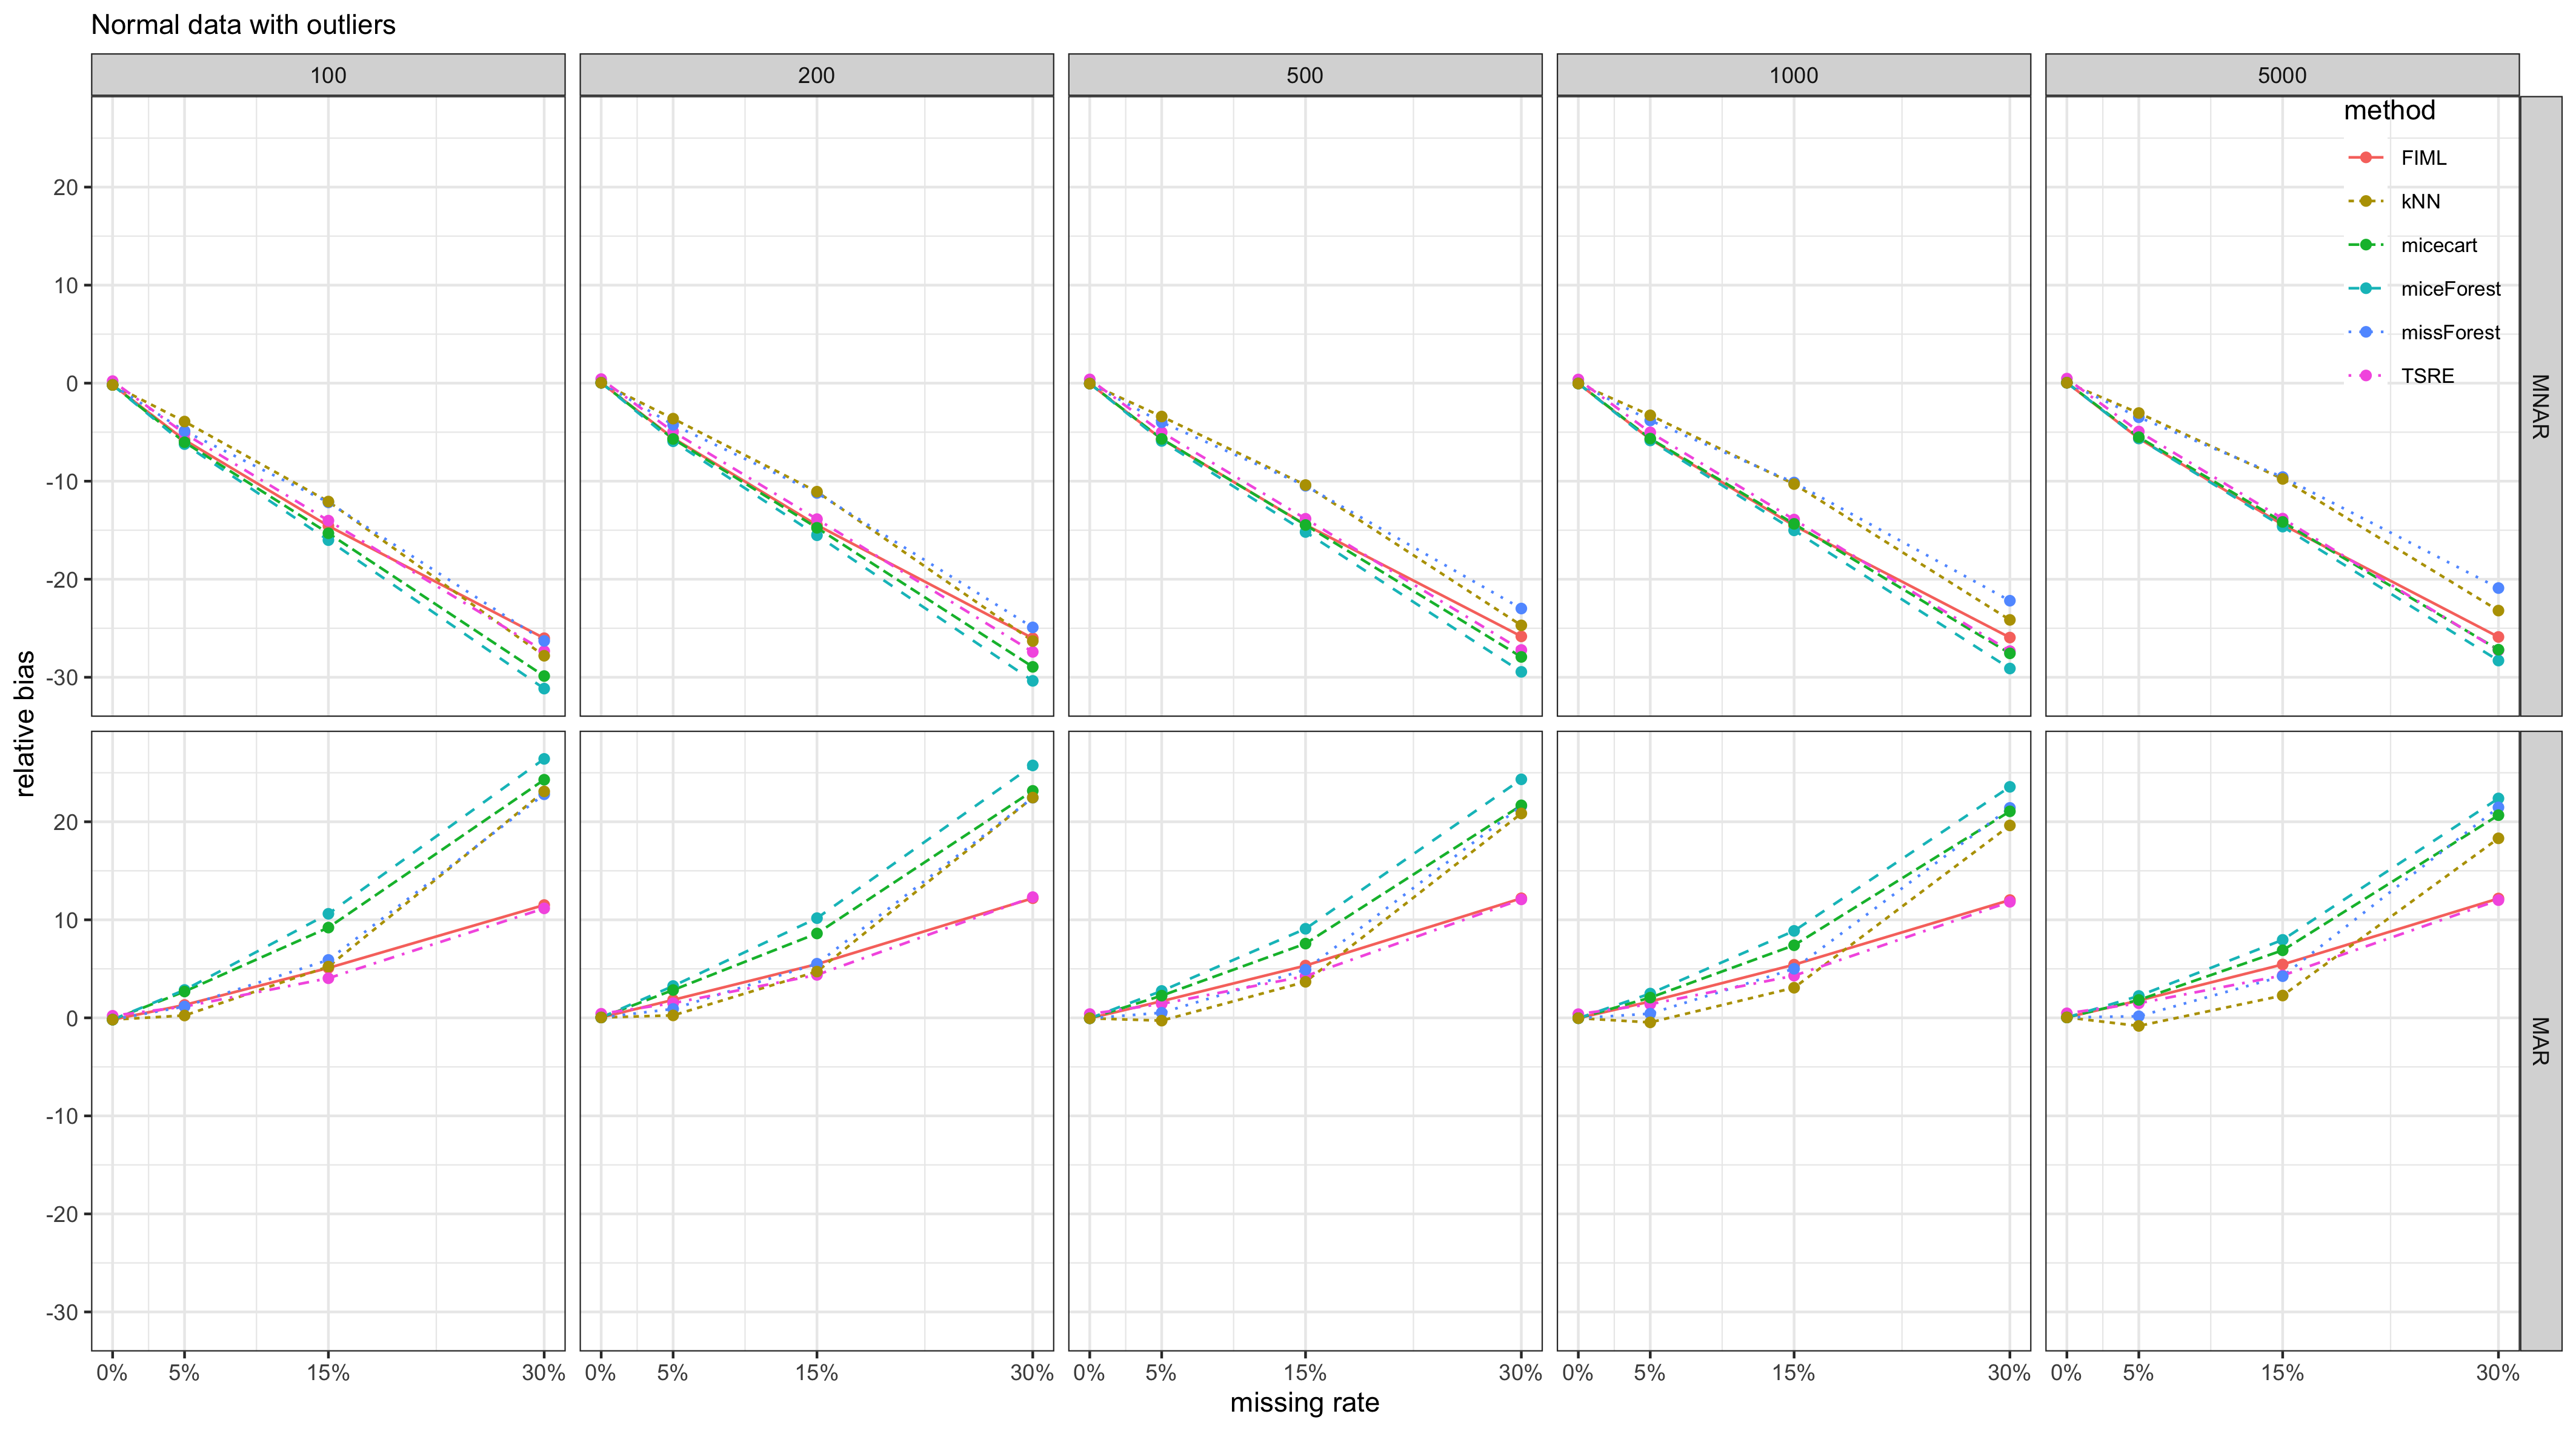 Normal data with outliers
100 200 500 1000 5000
method
FIML
kNN
micecart
miceForest
missForest
TSRE
MNAR
20
10
0
-10
-20
-30
relative bias
MAR
20
10
0
-10
-20
-30
0% 5% 15% 30% 0% 5% 15% 30% 0% 5% 15% 30% 0% 5% 15% 30% 0% 5% 15% 30%
missing rate